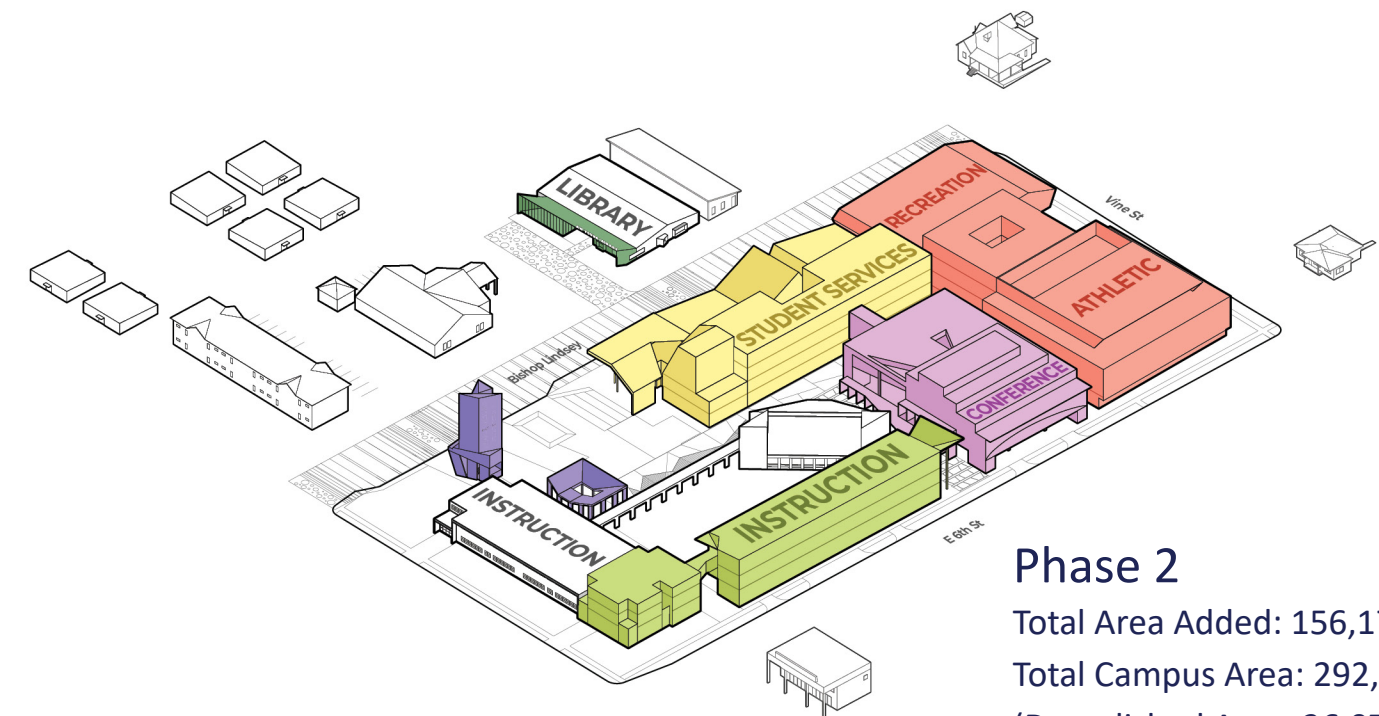 LIBRARY
RECREATION
Vine St
STUDENT SERVICES
ATHLETIC
Bishop Lindsey
CONFERENCE
INSTRUCTION
INSTRUCTION
E 6th St
Phase 2
Total Area Added: 156,1
Total Campus Area: 292,